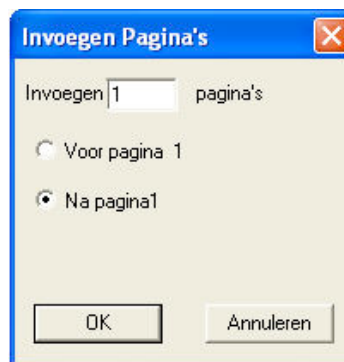 Invoegen Pagina's
Invoegen 1 pagina's
Voor pagina 1
Na pagina1
OK Annuleren